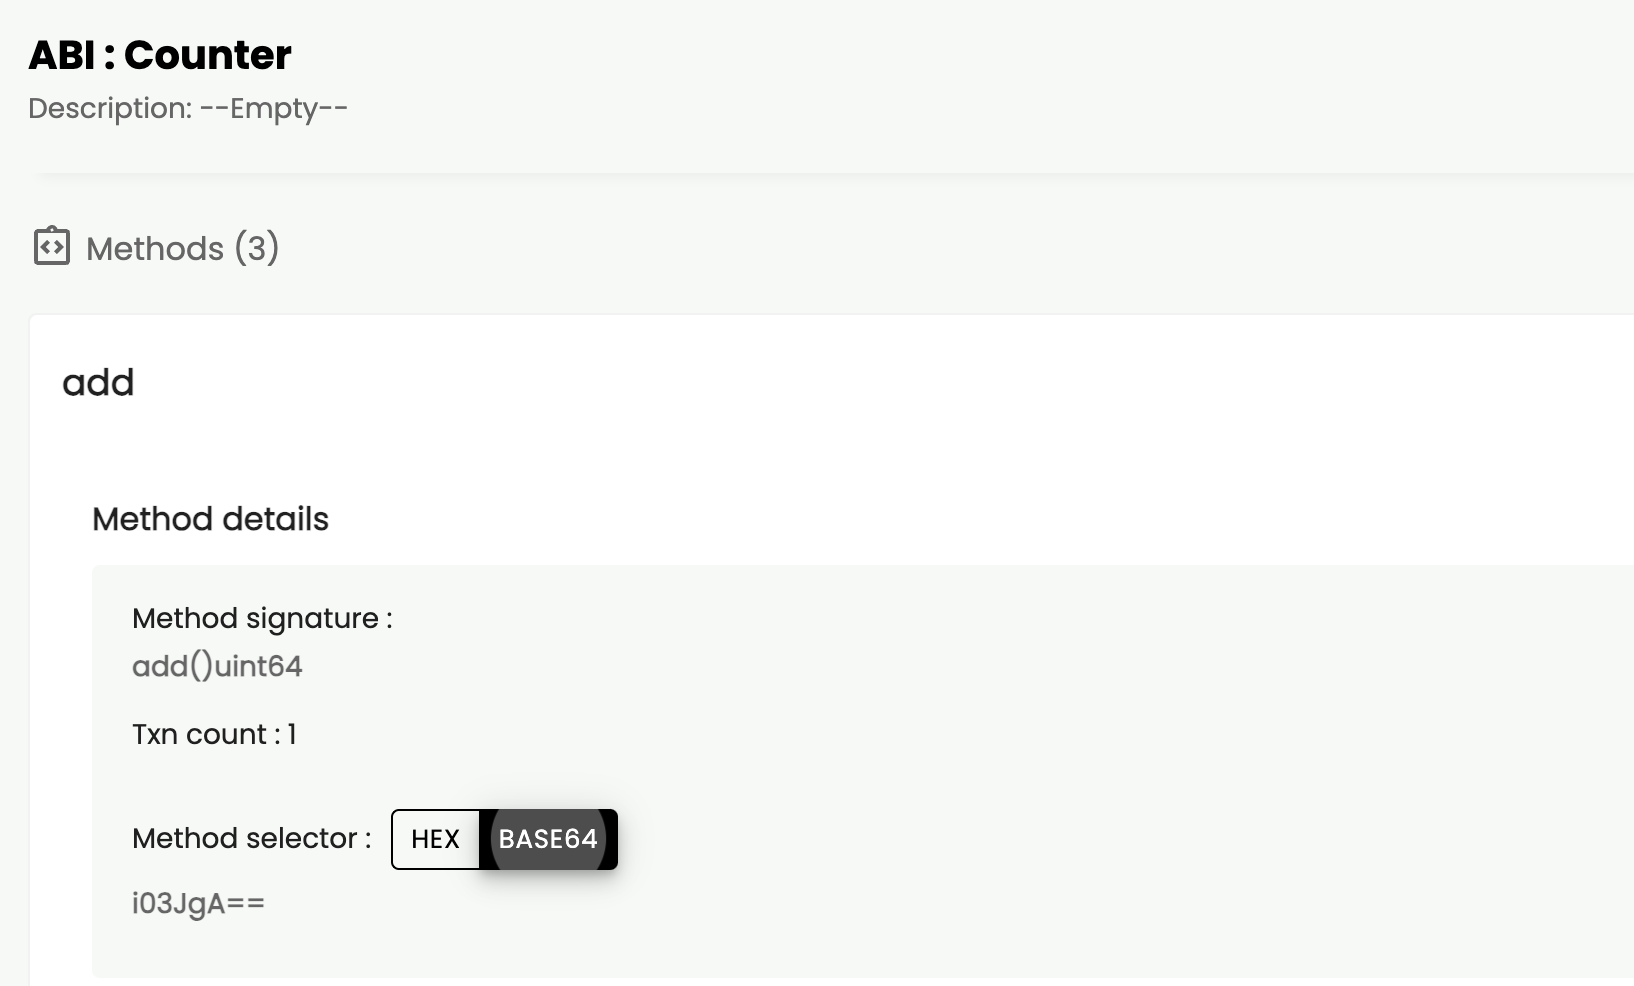 ABI : Counter
Description: --Empty--
Methods (3)
add
Method details
Method signature :
add()uint64
Txn count : 1
Method selector : HEX BASE64
i03JgA==